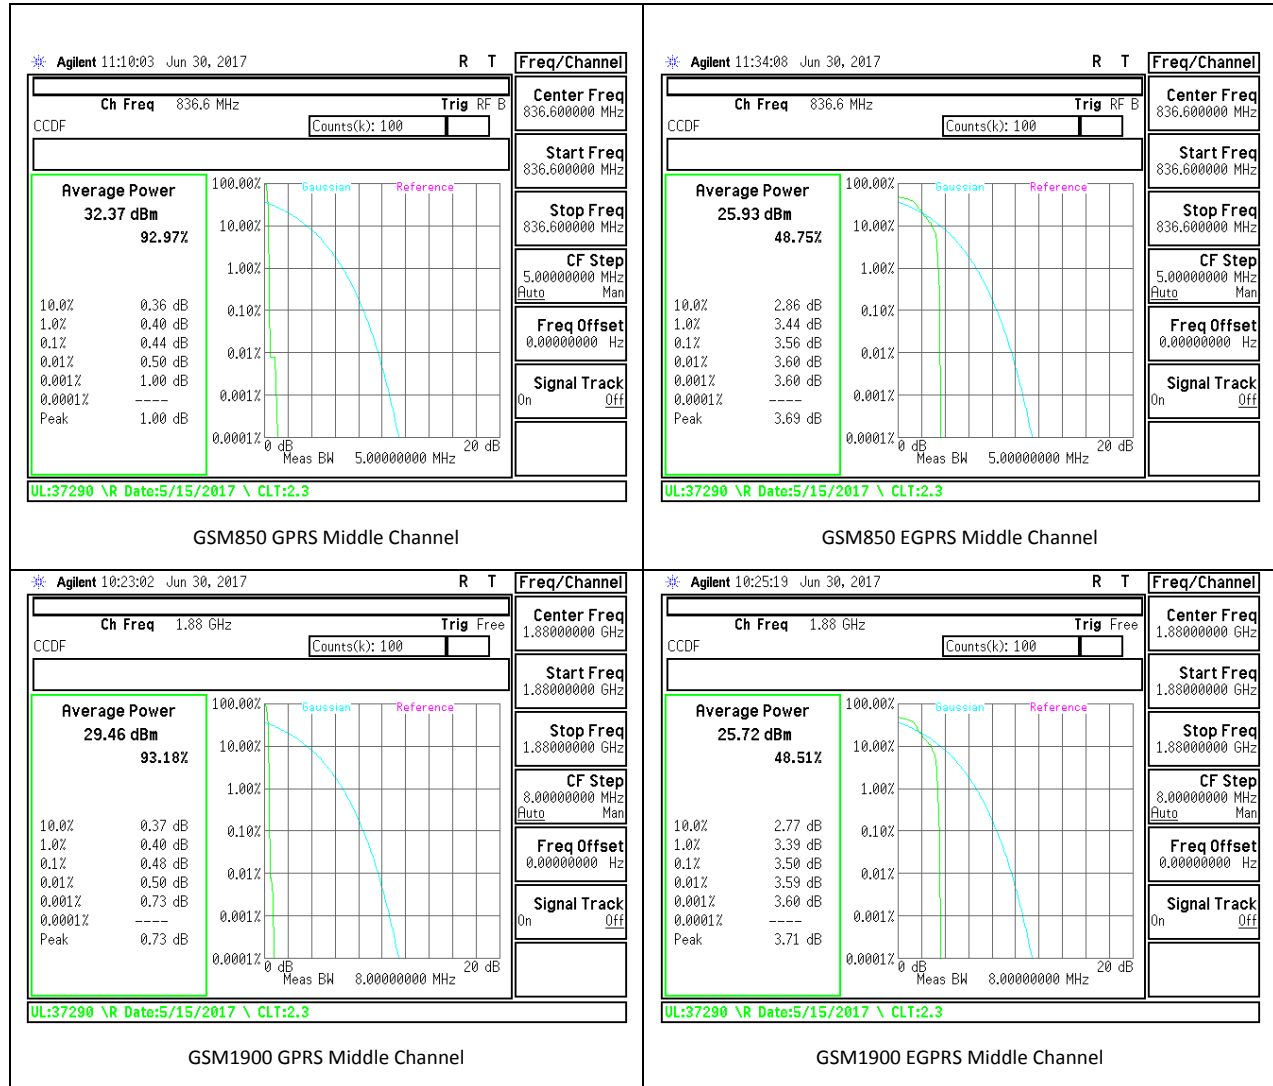 Agilent 11:10:03 Jun 30, 2017 R T Freq/Channel
Ch Freq 836.6 MHz Trig RF B
CCDF Counts(k): 100
Average Power
32.37 dBm
92.97%
10.0% 0.36 dB
1.0% 0.40 dB
0.1% 0.44 dB
0.01% 0.50 dB
0.001% 1.00 dB
0.0001% ----
Peak 1.00 dB
Gaussian Reference
100.00%
10.00%
1.00%
0.10%
0.01%
0.001%
0.0001%
0 dB 20 dB
Meas BW 5.00000000 MHz
Center Freq
836.600000 MHz
Start Freq
836.600000 MHz
Stop Freq
836.600000 MHz
CF Step
5.00000000 MHz
Auto Man
Freq Offset
0.00000000 Hz
Signal Track
On Off
UL:37290 \R Date:5/15/2017 \ CLT:2.3
GSM850 GPRS Middle Channel
Agilent 11:34:08 Jun 30, 2017 R T Freq/Channel
Ch Freq 836.6 MHz Trig RF B
CCDF Counts(k): 100
Average Power
25.93 dBm
48.75%
10.0% 2.86 dB
1.0% 3.44 dB
0.1% 3.56 dB
0.01% 3.60 dB
0.001% 3.60 dB
0.0001% ----
Peak 3.69 dB
Gaussian Reference
100.00%
10.00%
1.00%
0.10%
0.01%
0.001%
0.0001%
0 dB 20 dB
Meas BW 5.00000000 MHz
Center Freq
836.600000 MHz
Start Freq
836.600000 MHz
Stop Freq
836.600000 MHz
CF Step
5.00000000 MHz
Auto Man
Freq Offset
0.00000000 Hz
Signal Track
On Off
UL:37290 \R Date:5/15/2017 \ CLT:2.3
GSM850 EGPRS Middle Channel
Agilent 10:23:02 Jun 30, 2017 R T Freq/Channel
Ch Freq 1.88 GHz Trig Free
CCDF Counts(k): 100
Average Power
29.46 dBm
93.18%
10.0% 0.37 dB
1.0% 0.40 dB
0.1% 0.48 dB
0.01% 0.50 dB
0.001% 0.73 dB
0.0001% ----
Peak 0.73 dB
Gaussian Reference
100.00%
10.00%
1.00%
0.10%
0.01%
0.001%
0.0001%
0 dB 20 dB
Meas BW 8.00000000 MHz
Center Freq
1.88000000 GHz
Start Freq
1.88000000 GHz
Stop Freq
1.88000000 GHz
CF Step
8.00000000 MHz
Auto Man
Freq Offset
0.00000000 Hz
Signal Track
On Off
UL:37290 \R Date:5/15/2017 \ CLT:2.3
GSM1900 GPRS Middle Channel
Agilent 10:25:19 Jun 30, 2017 R T Freq/Channel
Ch Freq 1.88 GHz Trig Free
CCDF Counts(k): 100
Average Power
25.72 dBm
48.51%
10.0% 2.77 dB
1.0% 3.39 dB
0.1% 3.50 dB
0.01% 3.59 dB
0.001% 3.60 dB
0.0001% ----
Peak 3.71 dB
Gaussian Reference
100.00%
10.00%
1.00%
0.10%
0.01%
0.001%
0.0001%
0 dB 20 dB
Meas BW 8.00000000 MHz
Center Freq
1.88000000 GHz
Start Freq
1.88000000 GHz
Stop Freq
1.88000000 GHz
CF Step
8.00000000 MHz
Auto Man
Freq Offset
0.00000000 Hz
Signal Track
On Off
UL:37290 \R Date:5/15/2017 \ CLT:2.3
GSM1900 EGPRS Middle Channel